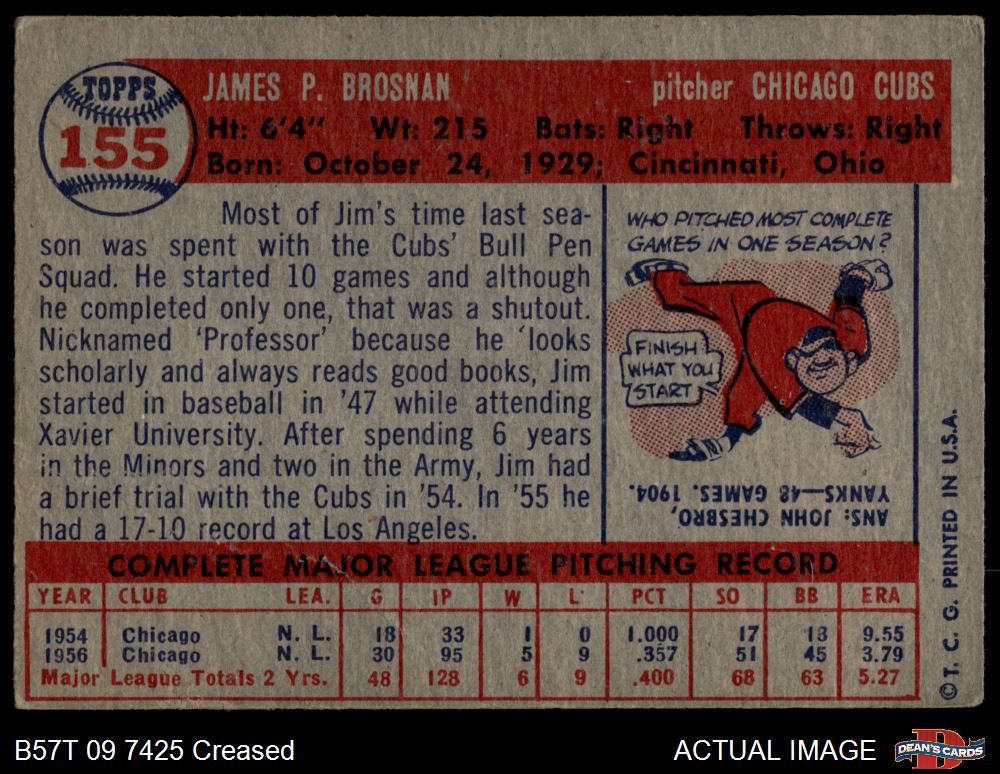 TOPPS
155
JAMES P. BROSNAN pitcher CHICAGO CUBS
Ht: 6'4" Wt: 215 Bats: Right Throws: Right
Born: October 24, 1929; Cincinnati, Ohio
Most of Jim's time last sea-
son was spent with the Cubs' Bull Pen
Squad. He started 10 games and although
he completed only one, that was a shutout.
Nicknamed 'Professor' because he 'looks
scholarly and always reads good books, Jim
started in baseball in '47 while attending
Xavier University. After spending 6 years
in the Minors and two in the Army, Jim had
a brief trial with the Cubs in '54. In '55 he
had a 17-10 record at Los Angeles.
WHO PITCHED MOST COMPLETE
GAMES IN ONE SEASON?
FINISH
WHAT YOU
START
ANS: JOHN CHESBRO,
YANKS—48 GAMES. 1904.
COMPLETE MAJOR LEAGUE PITCHING RECORD
YEAR CLUB LEA. G IP W L PCT SO BB ERA
1954 Chicago N. L. 18 33 1 0 1.000 17 18 9.55
1956 Chicago N. L. 30 95 5 9 .357 51 45 3.79
Major League Totals 2 Yrs. 48 128 6 9 .400 68 63 5.27
©T. C. G. PRINTED IN U.S.A.
B57T 09 7425 Creased
ACTUAL IMAGE
DEAN'S CARDS